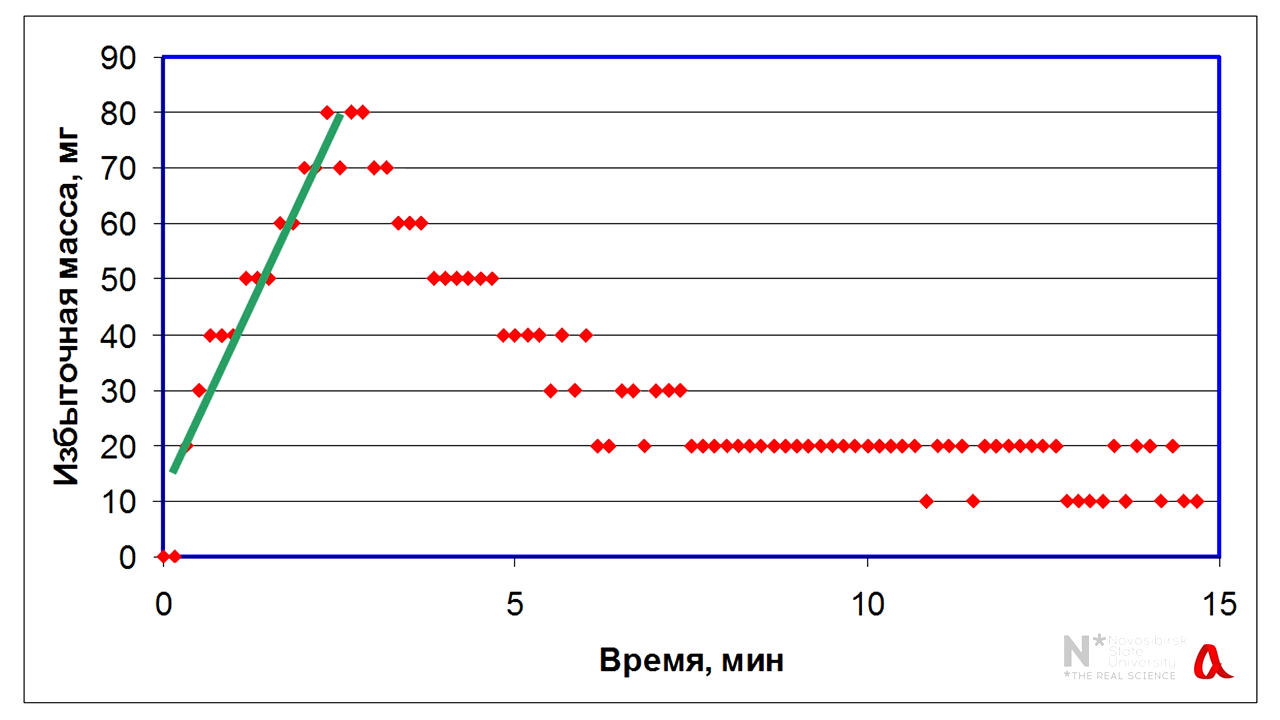 90
80
70
60
50
40
30
20
10
0
Избыточная масса, мг
0 5 10 15
Время, мин
N* Novosibirsk
State
University
*THE REAL SCIENCE